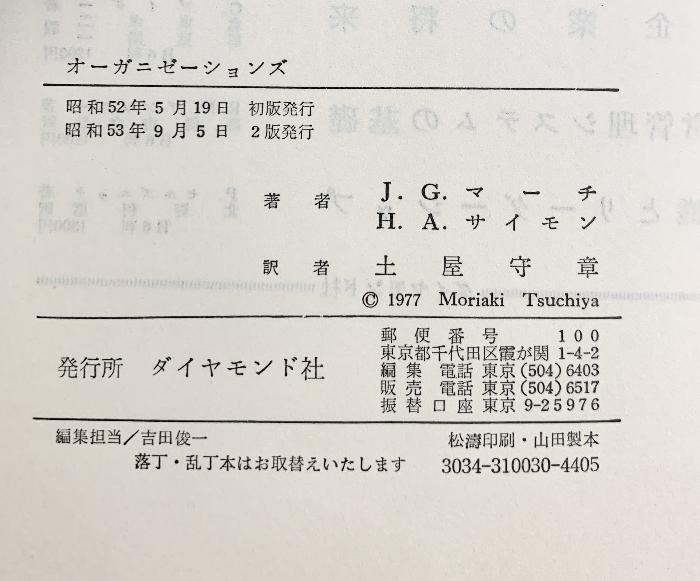 オーガニゼーションズ
昭和52年 5月19日 初版発行
昭和53年 9月 5日 2版発行
著者 J. G. マーチ
H. A. サイモン
訳者 土屋守章
© 1977 Moriaki Tsuchiya
発行所 ダイヤモンド社
郵便番号 100
東京都千代田区霞が関 1-4-2
編集 電話 東京(504)6403
販売 電話 東京(504)6517
振替口座 東京 9-25976
編集担当/吉田俊一
松濤印刷・山田製本
落丁・乱丁本はお取替えいたします
3034-310030-4405